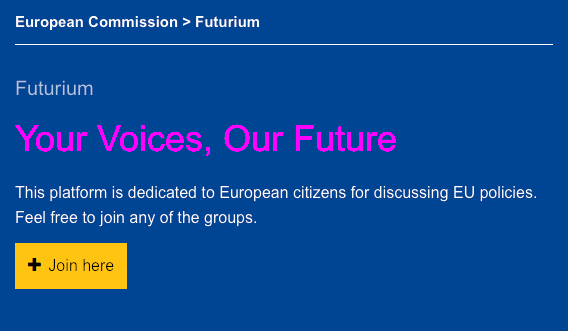 European Commission > Futurium
Futurium
Your Voices, Our Future
This platform is dedicated to European citizens for discussing EU policies.
Feel free to join any of the groups.
+ Join here